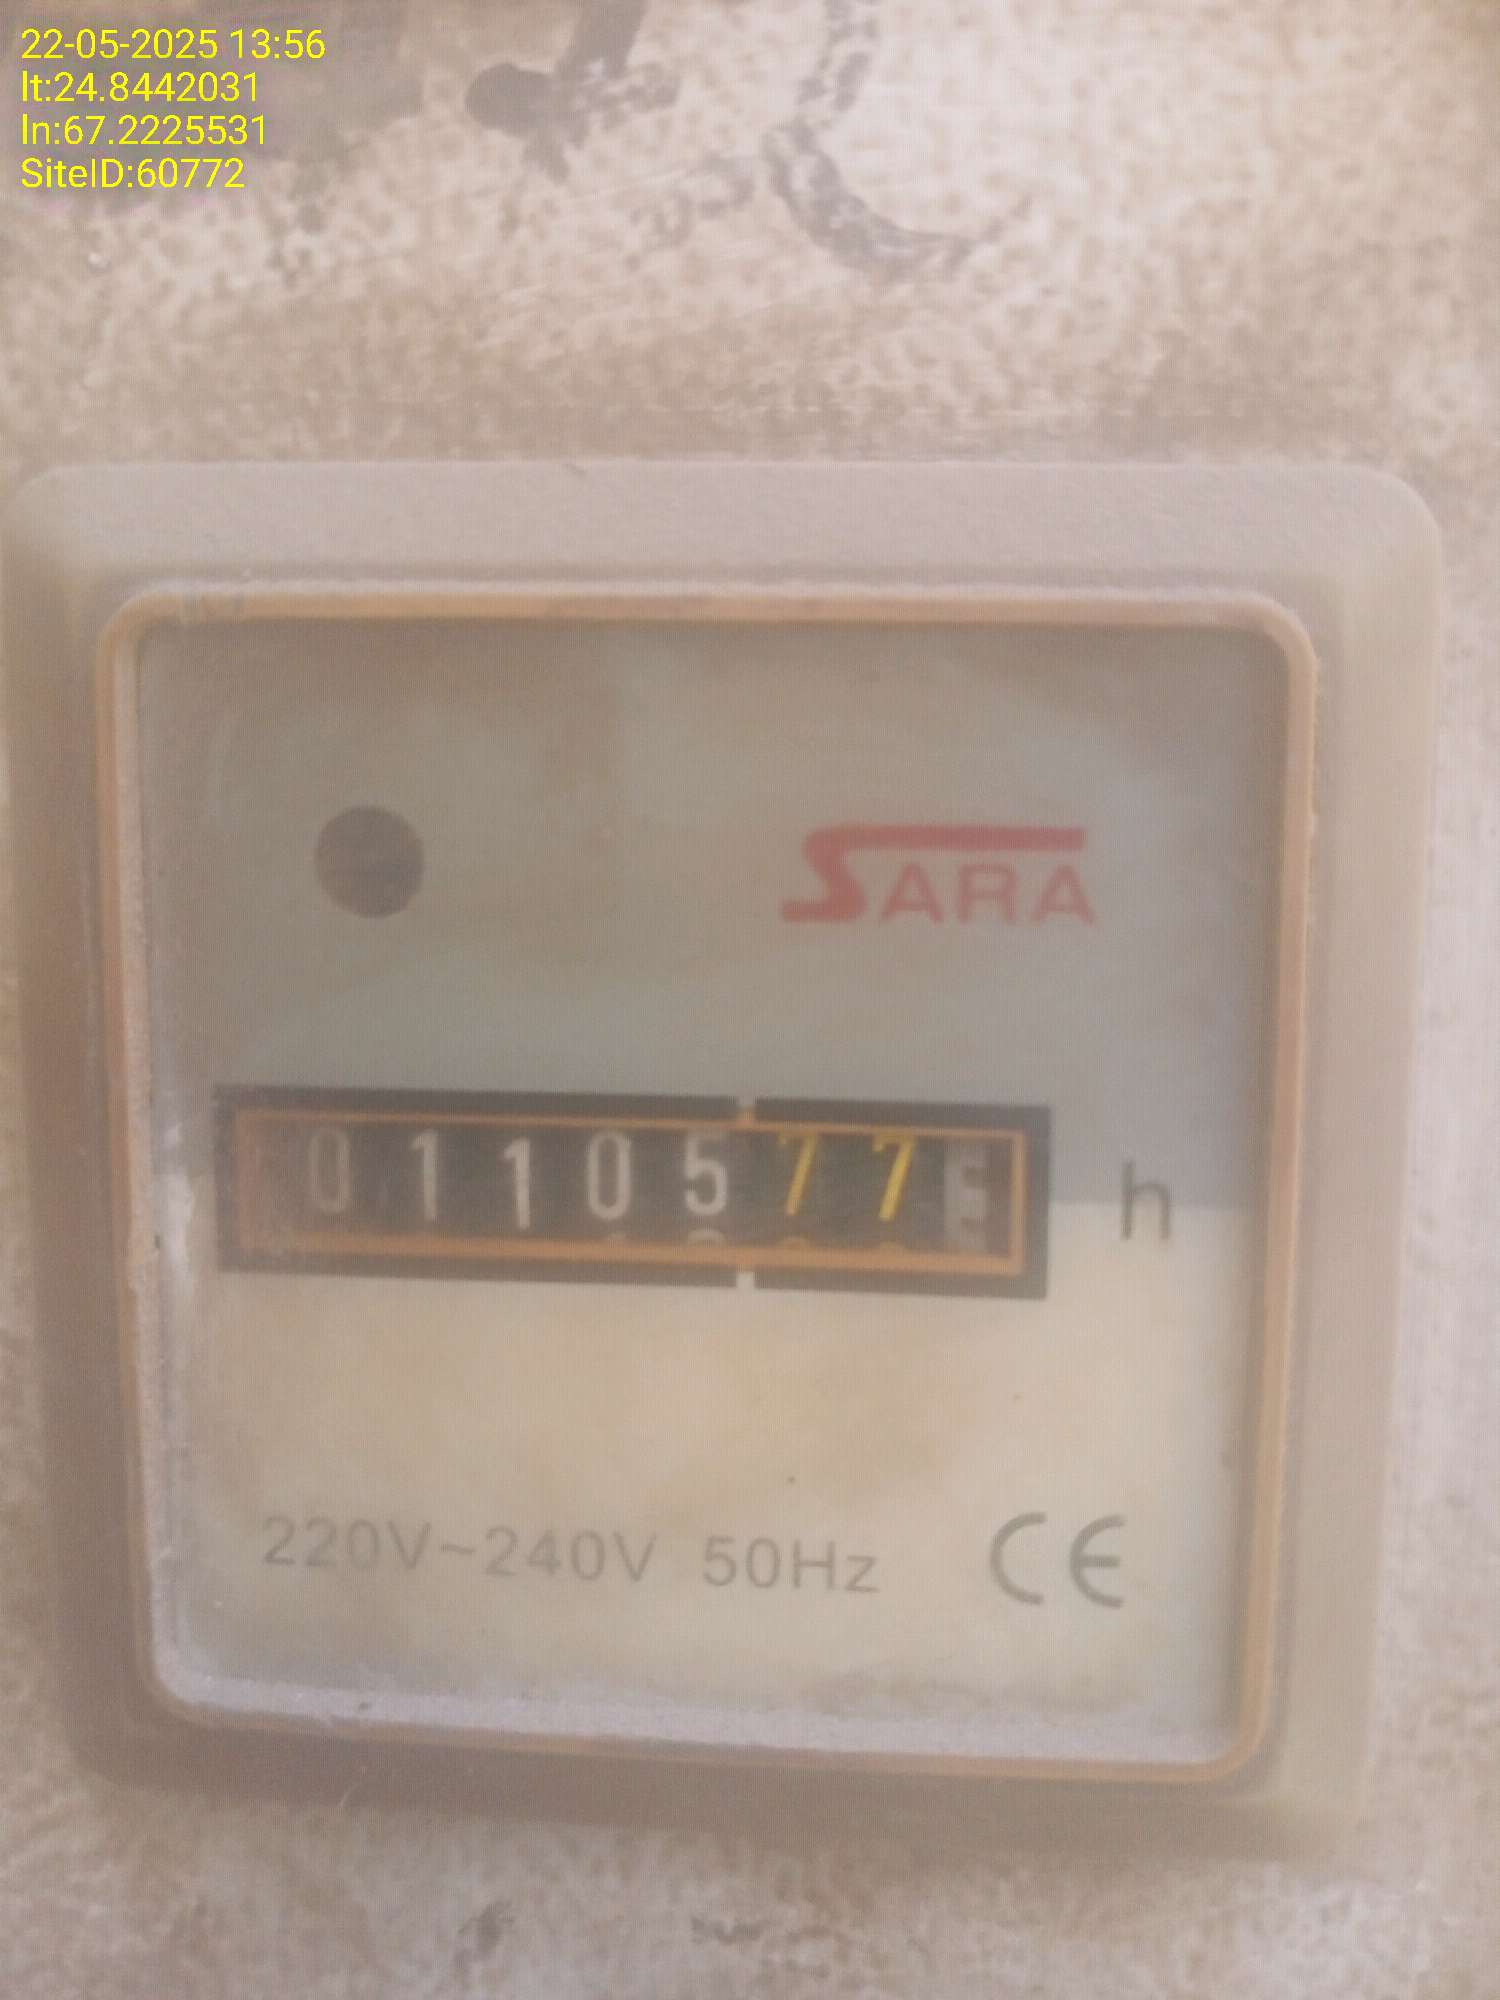 22-05-2025 13:56
lt:24.8442031
ln:67.2225531
SiteID:60772
SARA
0110577 h
220V~240V 50Hz CE